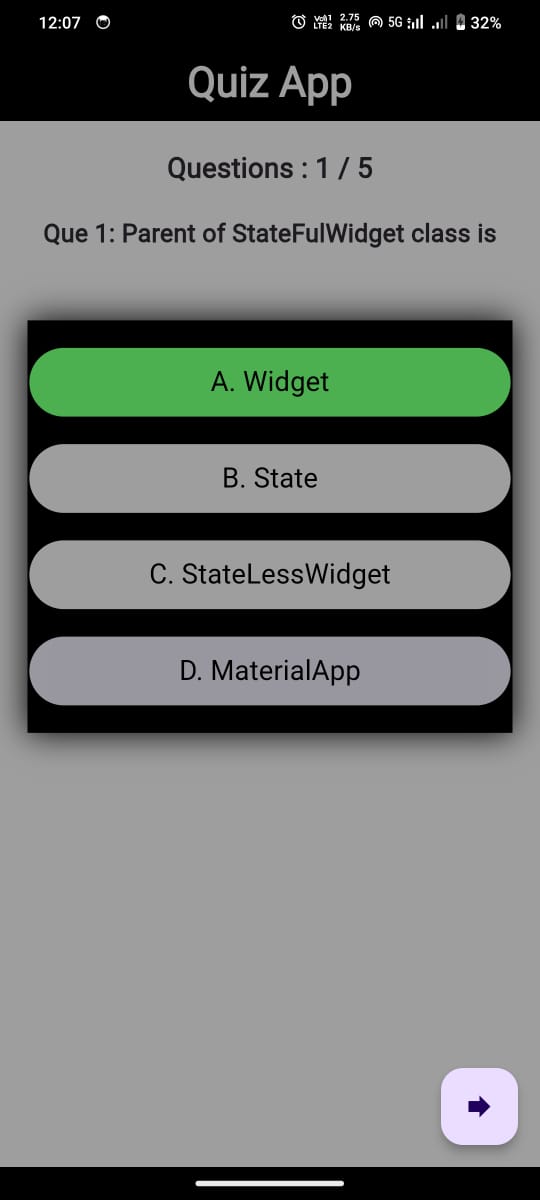 12:07
Vo)) 1 LTE2 2.75 KB/s 5G 32%
Quiz App
Questions : 1 / 5
Que 1: Parent of StateFulWidget class is
A. Widget
B. State
C. StateLessWidget
D. MaterialApp